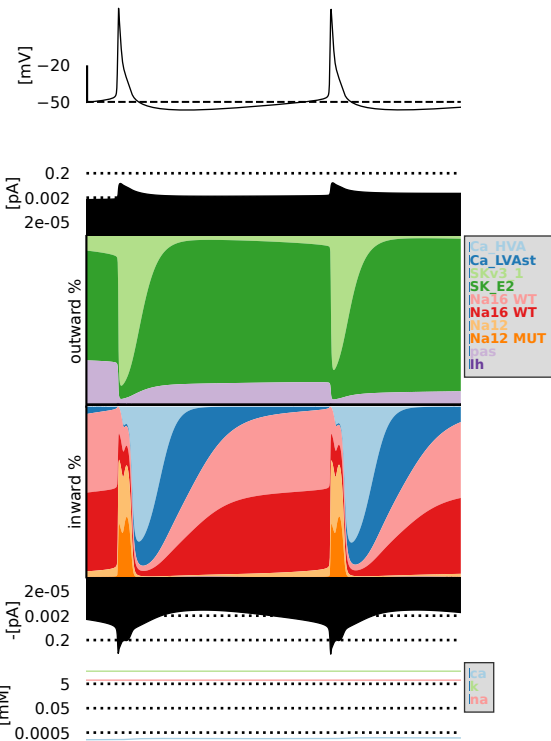 [mV]
−20
−50
[pA]
0.2
0.002
2e-05
outward %
Ca_HVA
Ca_LVAst
SKv3_1
SK_E2
Na16 WT
Na16 WT
Na12
Na12 MUT
pas
Ih
inward %
-[pA]
2e-05
0.002
0.2
[mM]
5
0.05
0.0005
ca
k
na